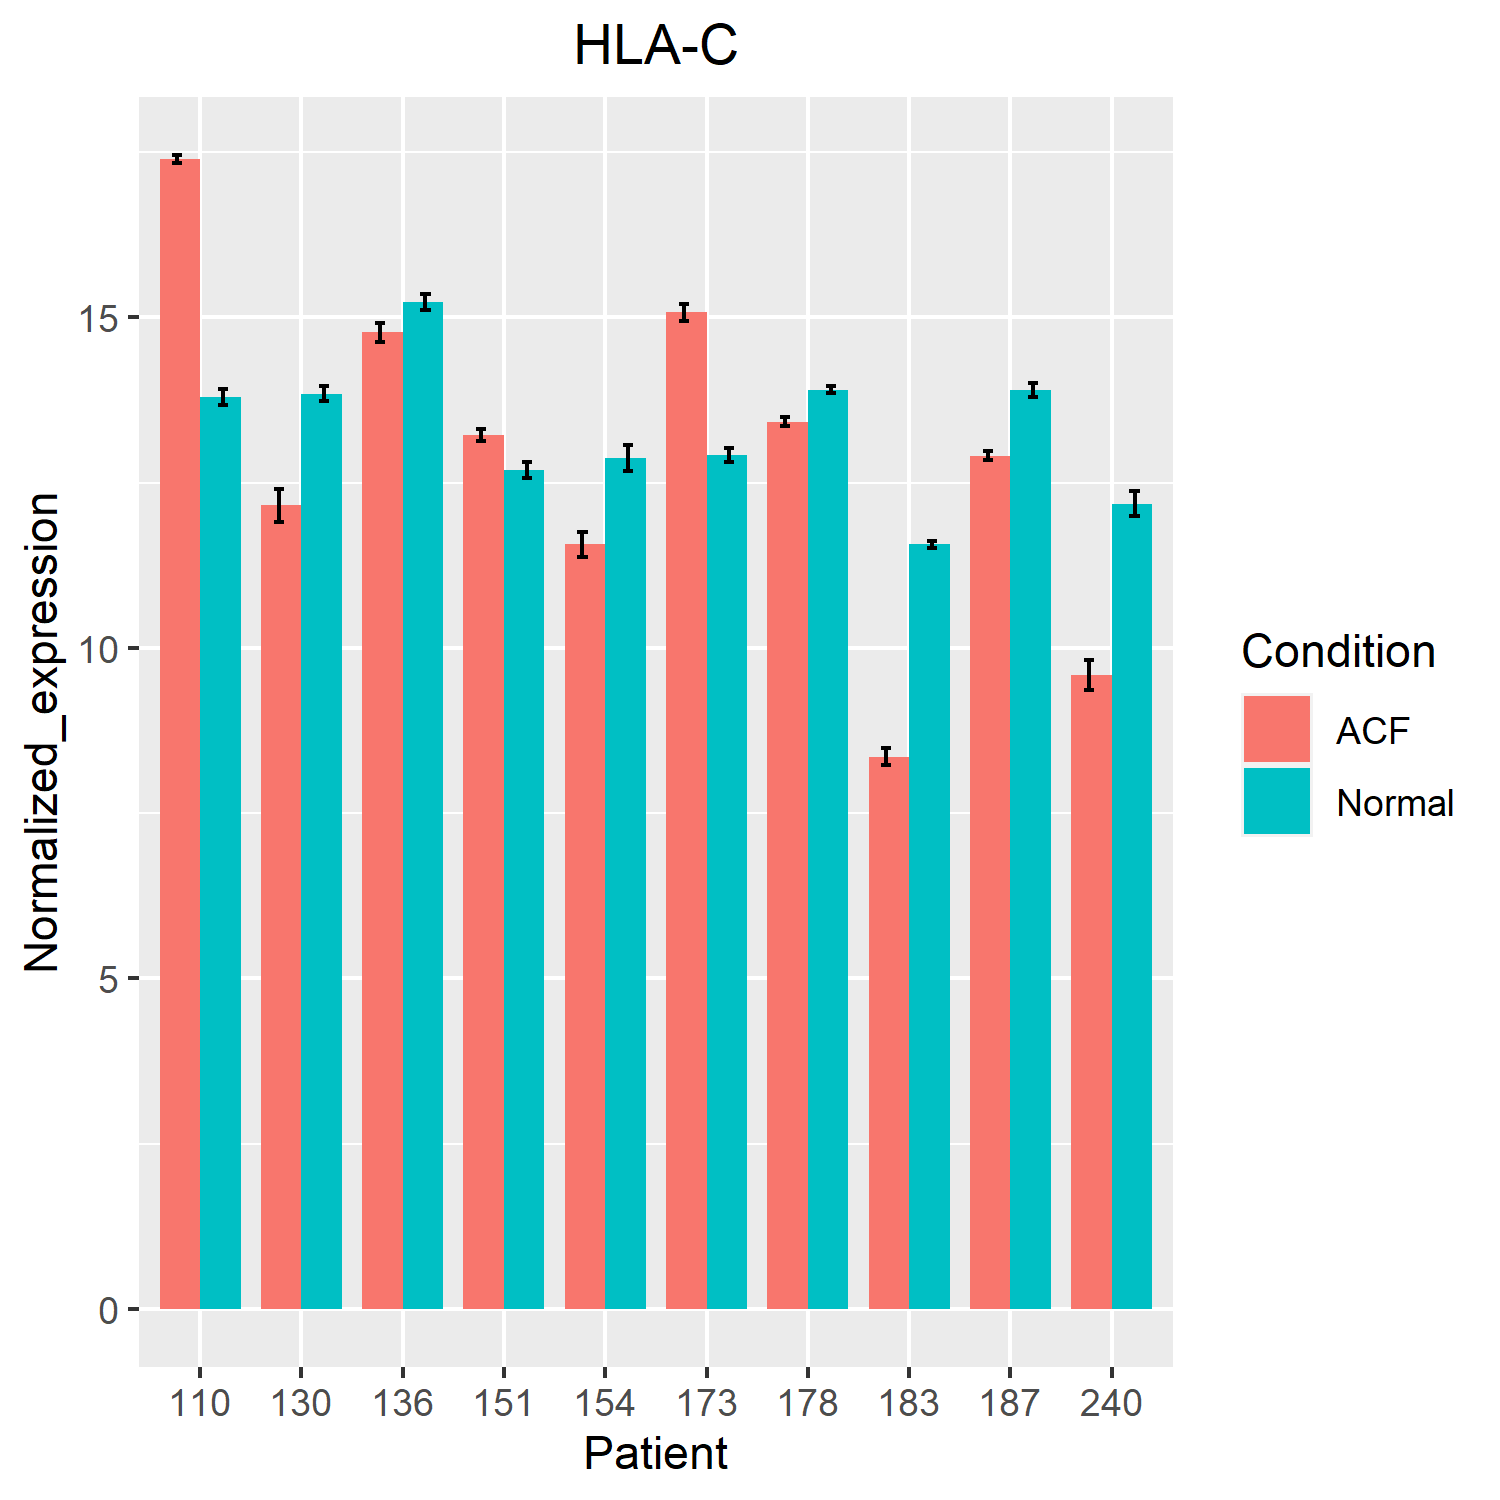 HLA-C
Normalized_expression
15
10
5
0
110 130 136 151 154 173 178 183 187 240
Patient
Condition
ACF
Normal